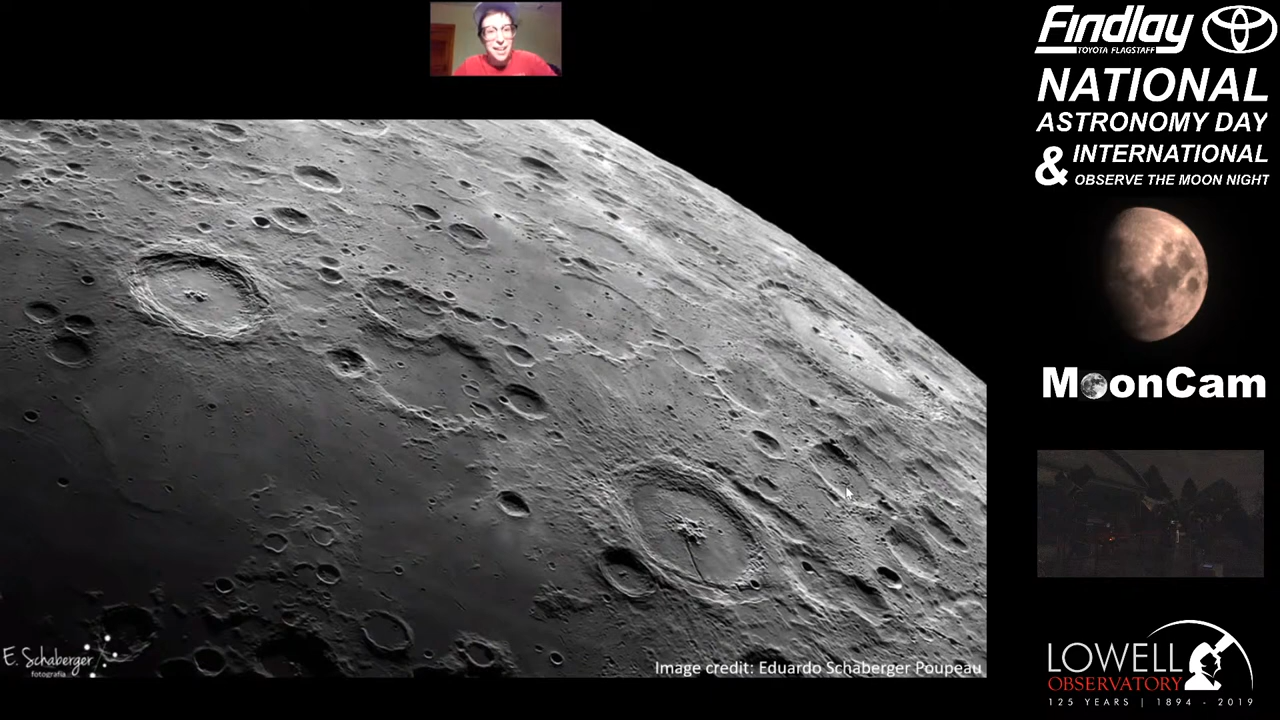 Findlay
TOYOTA FLAGSTAFF
NATIONAL
ASTRONOMY DAY
& INTERNATIONAL
OBSERVE THE MOON NIGHT
MoonCam
E. Schaberger
fotografía
Image credit: Eduardo Schaberger Poupeau
LOWELL
OBSERVATORY
125 YEARS | 1894 - 2019